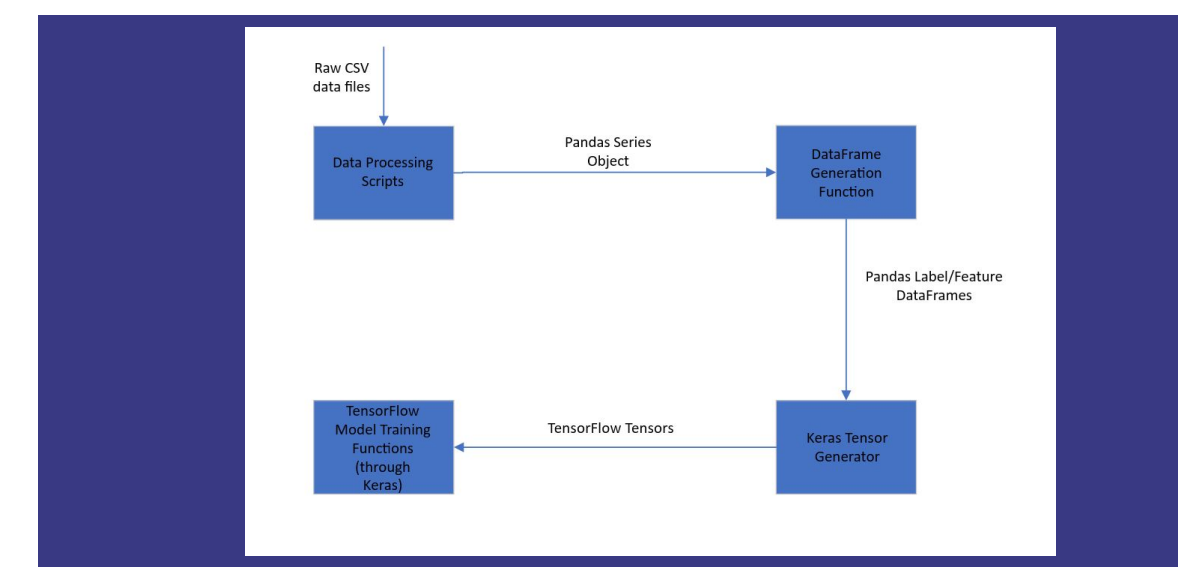 Raw CSV
data files
Data Processing
Scripts
Pandas Series
Object
DataFrame
Generation
Function
Pandas Label/Feature
DataFrames
Keras Tensor
Generator
TensorFlow Tensors
TensorFlow
Model Training
Functions
(through
Keras)